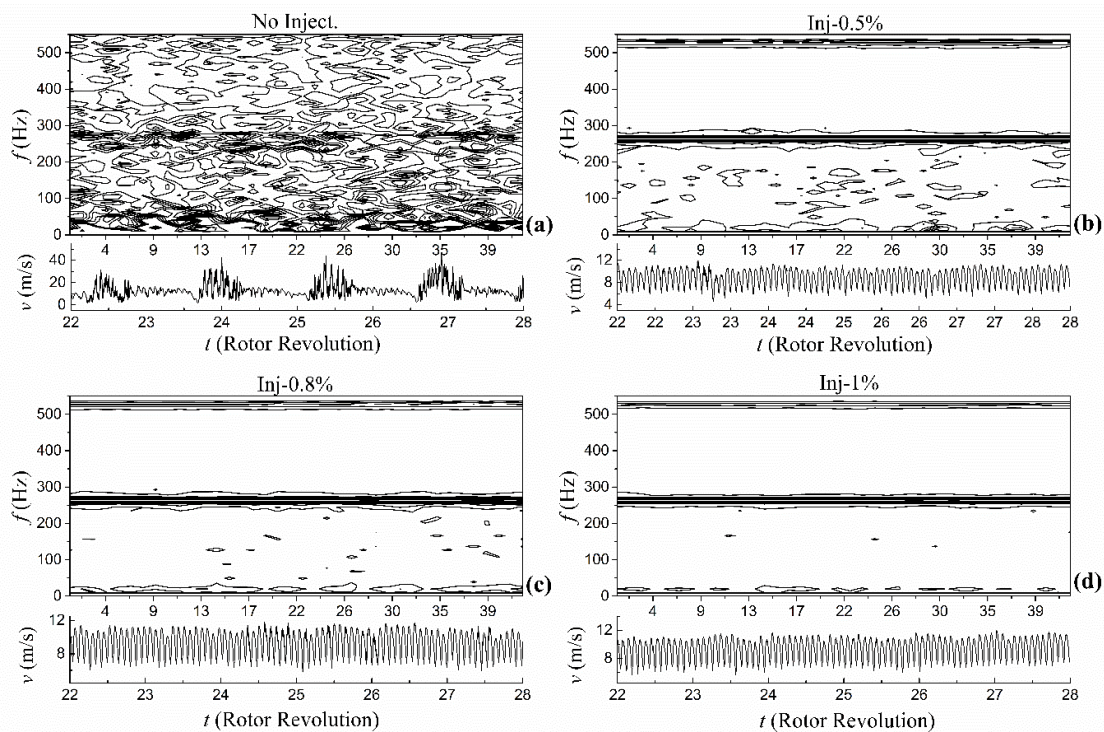 No Inject.
500
400
300
200
100
0
f (Hz)
(a)
4 9 13 17 22 26 30 35 39
40
20
0
v (m/s)
22 23 24 25 26 27 28
t (Rotor Revolution)
Inj-0.5%
500
400
300
200
100
0
f (Hz)
(b)
4 9 13 17 22 26 30 35 39
12
8
4
v (m/s)
22 22 23 23 24 24 25 25 26 26 27 27 28
t (Rotor Revolution)
Inj-0.8%
500
400
300
200
100
0
f (Hz)
(c)
4 9 13 17 22 26 30 35 39
12
8
v (m/s)
22 23 24 25 26 27 28
t (Rotor Revolution)
Inj-1%
500
400
300
200
100
0
f (Hz)
(d)
4 9 13 17 22 26 30 35 39
12
8
v (m/s)
22 23 24 25 26 27 28
t (Rotor Revolution)